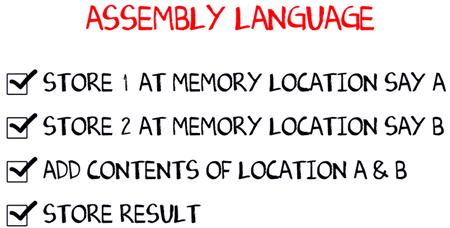 ASSEMBLY LANGUAGE
STORE 1 AT MEMORY LOCATION SAY A
STORE 2 AT MEMORY LOCATION SAY B
ADD CONTENTS OF LOCATION A & B
STORE RESULT